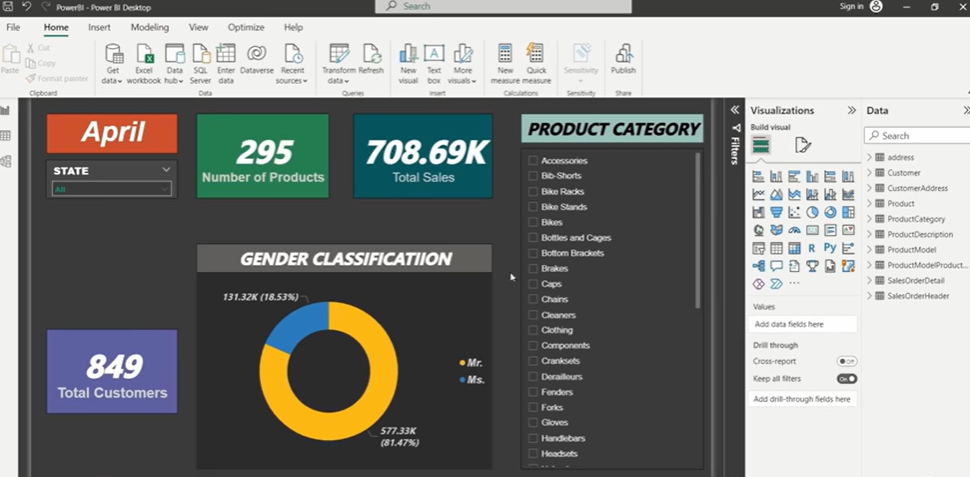 PowerBI - Power BI Desktop
Search
Sign in
File
Home
Insert
Modeling
View
Optimize
Help
Paste
Cut
Copy
Format painter
Clipboard
Get data
Excel workbook
Data hub
SQL Server
Enter data
Dataverse
Recent sources
Data
Transform data
Refresh
Queries
New visual
Text box
More visuals
Insert
New measure
Quick measure
Calculations
Sensitivity
Sensitivity
Publish
Share
April
STATE
All
295
Number of Products
708.69K
Total Sales
849
Total Customers
GENDER CLASSIFICATIION
131.32K (18.53%)
577.33K
(81.47%)
Mr.
Ms.
PRODUCT CATEGORY
Accessories
Bib-Shorts
Bike Racks
Bike Stands
Bikes
Bottles and Cages
Bottom Brackets
Brakes
Caps
Chains
Cleaners
Clothing
Components
Cranksets
Derailleurs
Fenders
Forks
Gloves
Handlebars
Headsets
Filters
Visualizations
Build visual
R
Py
Values
Add data fields here
Drill through
Cross-report
Off
Keep all filters
On
Add drill-through fields here
Data
Search
address
Customer
CustomerAddress
Product
ProductCategory
ProductDescription
ProductModel
ProductModelProduct...
SalesOrderDetail
SalesOrderHeader